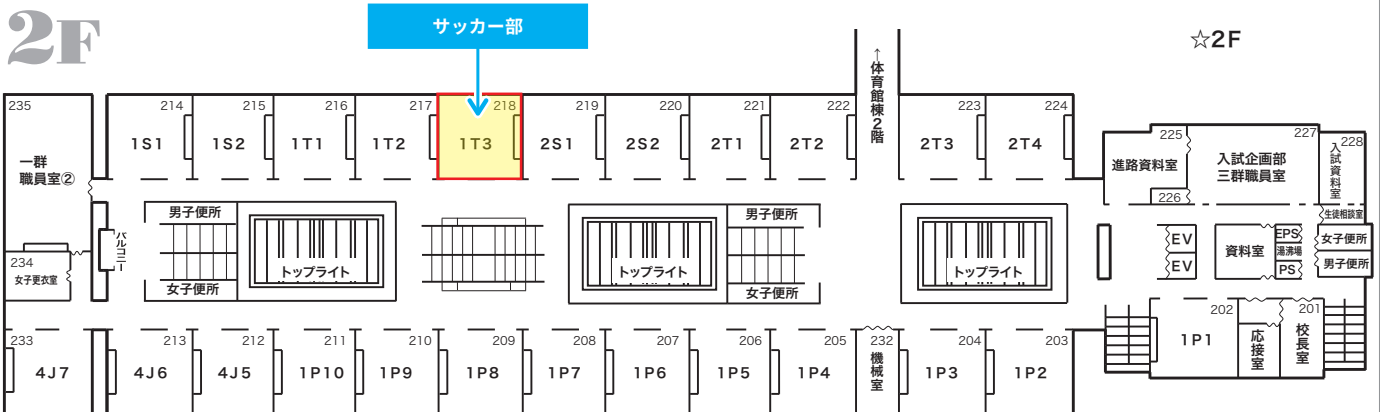 2F
サッカー部
☆2F
↑体育館棟2階
235
214
215
216
217
218
219
220
221
222
223
224
1S1
1S2
1T1
1T2
1T3
2S1
2S2
2T1
2T2
2T3
2T4
一群
職員室②
225
進路資料室
226
227
入試企画部
三群職員室
228
入試資料室
生徒相談室
男子便所
女子便所
バルコニー
トップライト
トップライト
男子便所
女子便所
トップライト
EV
EV
資料室
EPS
湯沸場
PS
女子便所
男子便所
234
女子更衣室
233
213
212
211
210
209
208
207
206
205
232
204
203
202
201
4J7
4J6
4J5
1P10
1P9
1P8
1P7
1P6
1P5
1P4
機械室
1P3
1P2
1P1
応接室
校長室